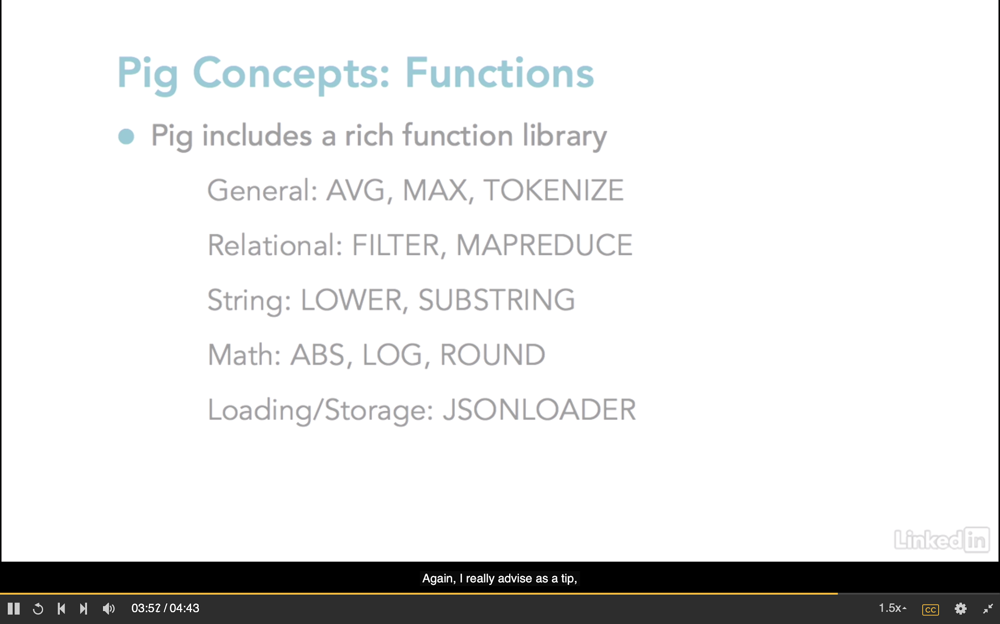 Pig Concepts: Functions
Pig includes a rich function library
General: AVG, MAX, TOKENIZE
Relational: FILTER, MAPREDUCE
String: LOWER, SUBSTRING
Math: ABS, LOG, ROUND
Loading/Storage: JSONLOADER
Linkedin
Again, I really advise as a tip,
03:52 / 04:43
1.5x
CC